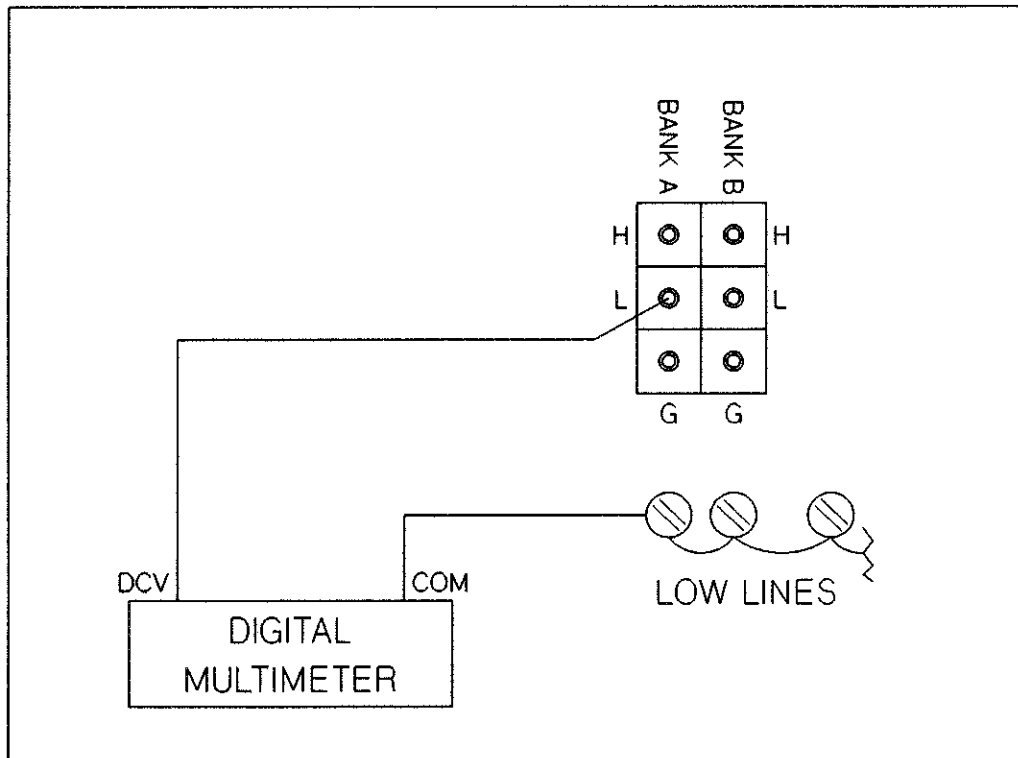 BANK A
BANK B
H H
L L
G G
DCV COM
LOW LINES
DIGITAL
MULTIMETER